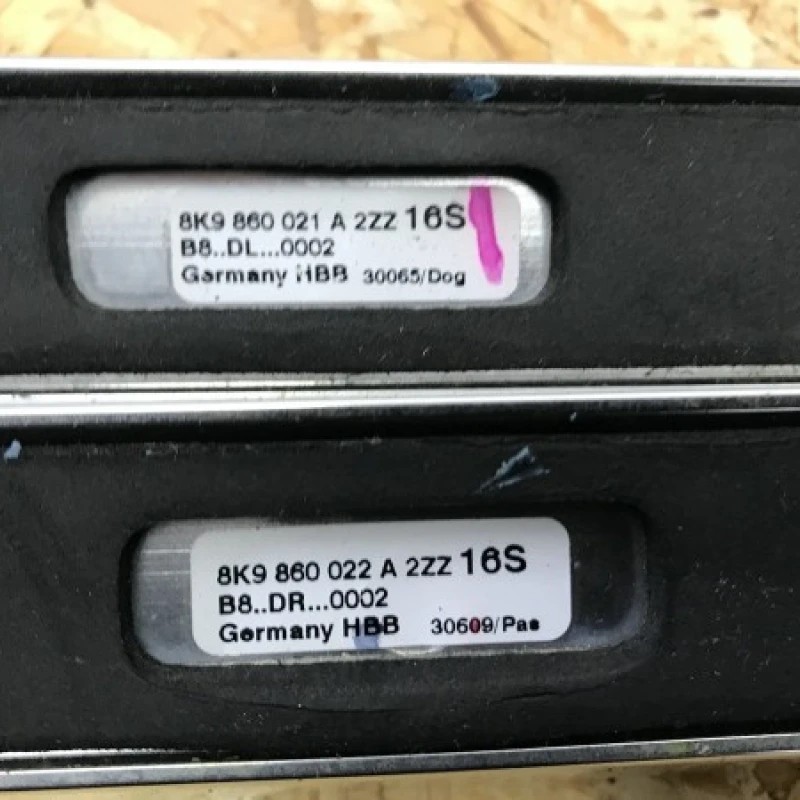 8K9 860 021 A 2ZZ 16S
B8..DL...0002
Germany HBB 30065/Dog
8K9 860 022 A 2ZZ 16S
B8..DR...0002
Germany HBB 30609/Pae